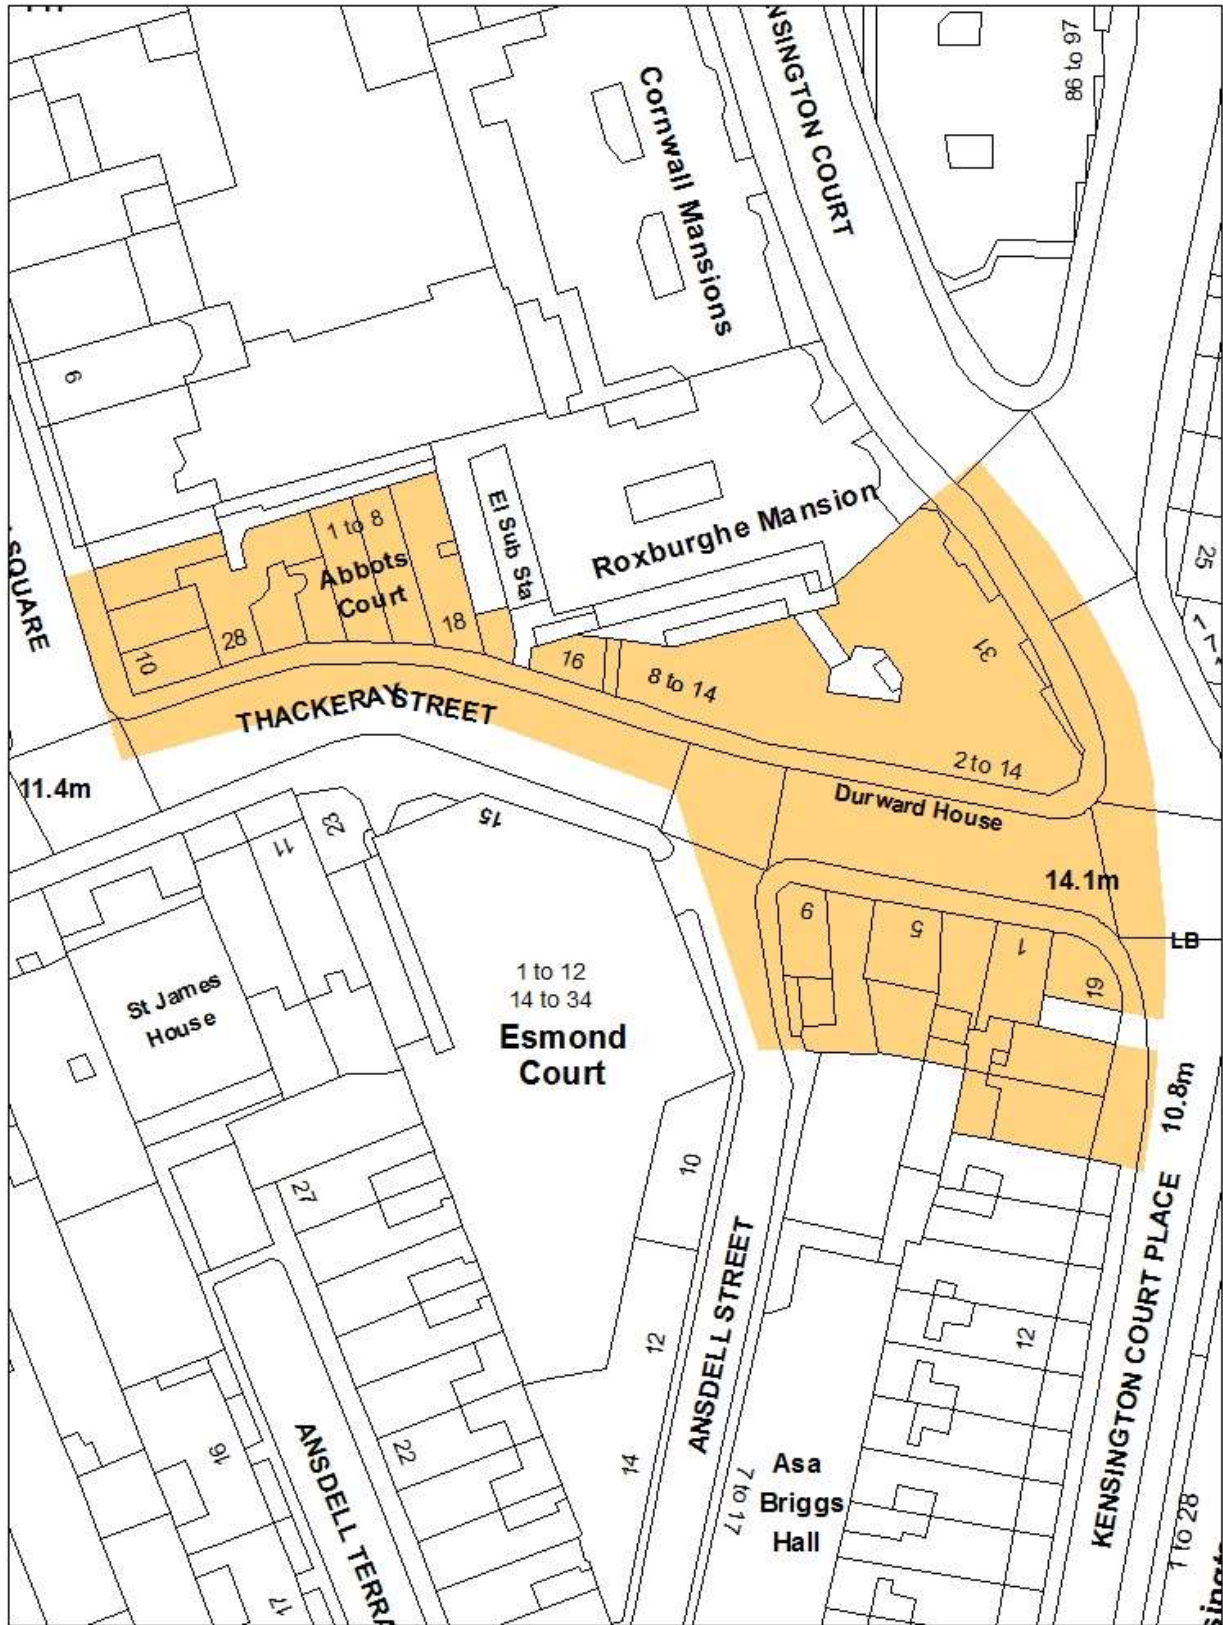 NSINGTON COURT
86 to 97
Cornwall Mansions
6
SQUARE
El Sub Sta
Roxburghe Mansion
25
1 to 8
Abbots
Court
10
28
18
16
8 to 14
31
THACKERAY STREET
2 to 14
Durward House
11.4m
15
23
11
14.1m
9
5
1
19
LB
St James
House
1 to 12
14 to 34
Esmond
Court
10.8m
10
27
ANSDELL STREET
KENSINGTON COURT PLACE
12
12
22
16
14
ANSDELL TERRA
7 to 17
Asa
Briggs
Hall
1 to 28
17